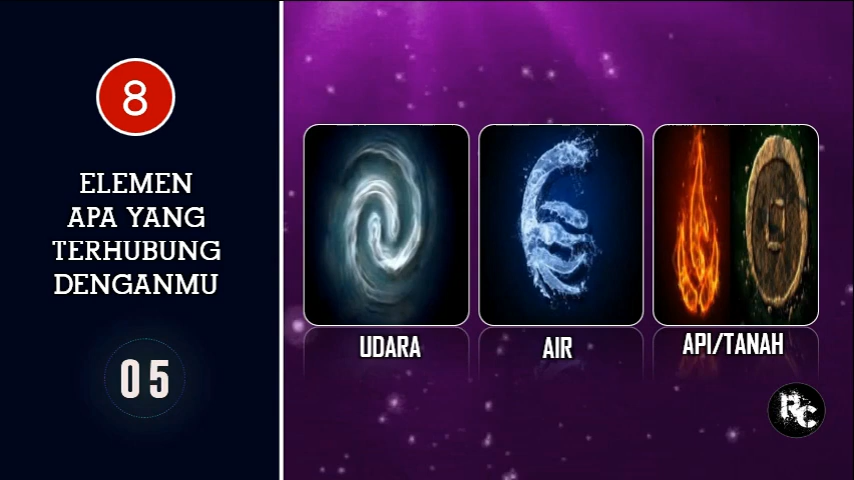 8
ELEMEN
APA YANG
TERHUBUNG
DENGANMU
05
UDARA
AIR
API/TANAH
RC